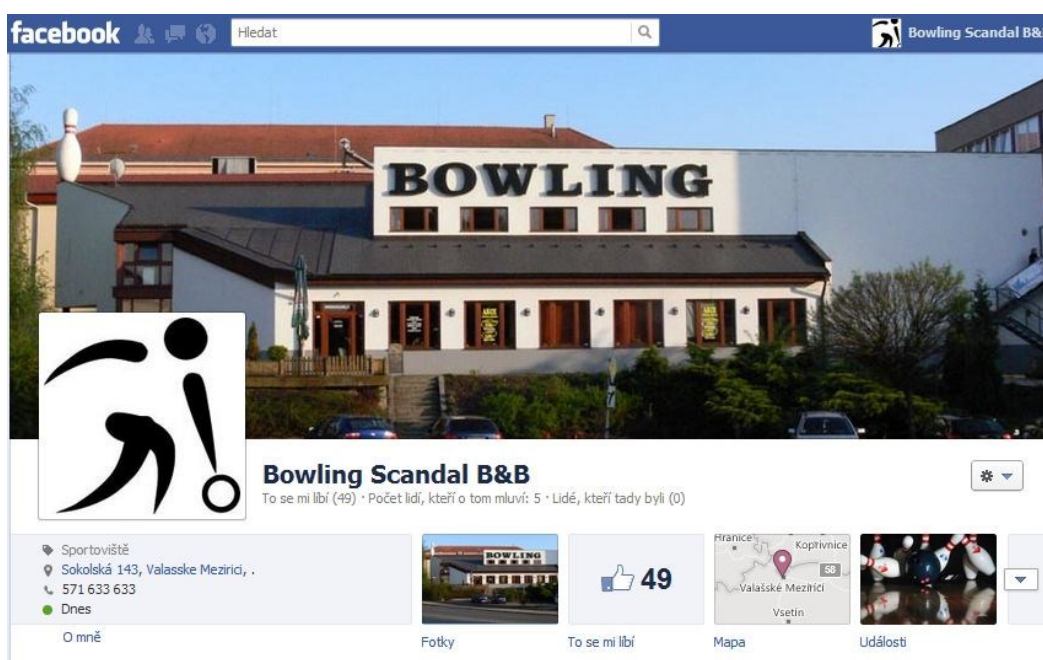 facebook
Hledat
Bowling Scandal B&
BOWLING
AKCE
AKCE
Bowling Scandal B&B
To se mi líbí (49) · Počet lidí, kteří o tom mluví: 5 · Lidé, kteří tady byli (0)
Sportoviště
Sokolská 143, Valasske Mezirici, .
571 633 633
Dnes
O mně
BOWLING
Fotky
49
To se mi líbí
Hranice
Kopřivnice
58
Valašské Meziříčí
Vsetín
Mapa
Události